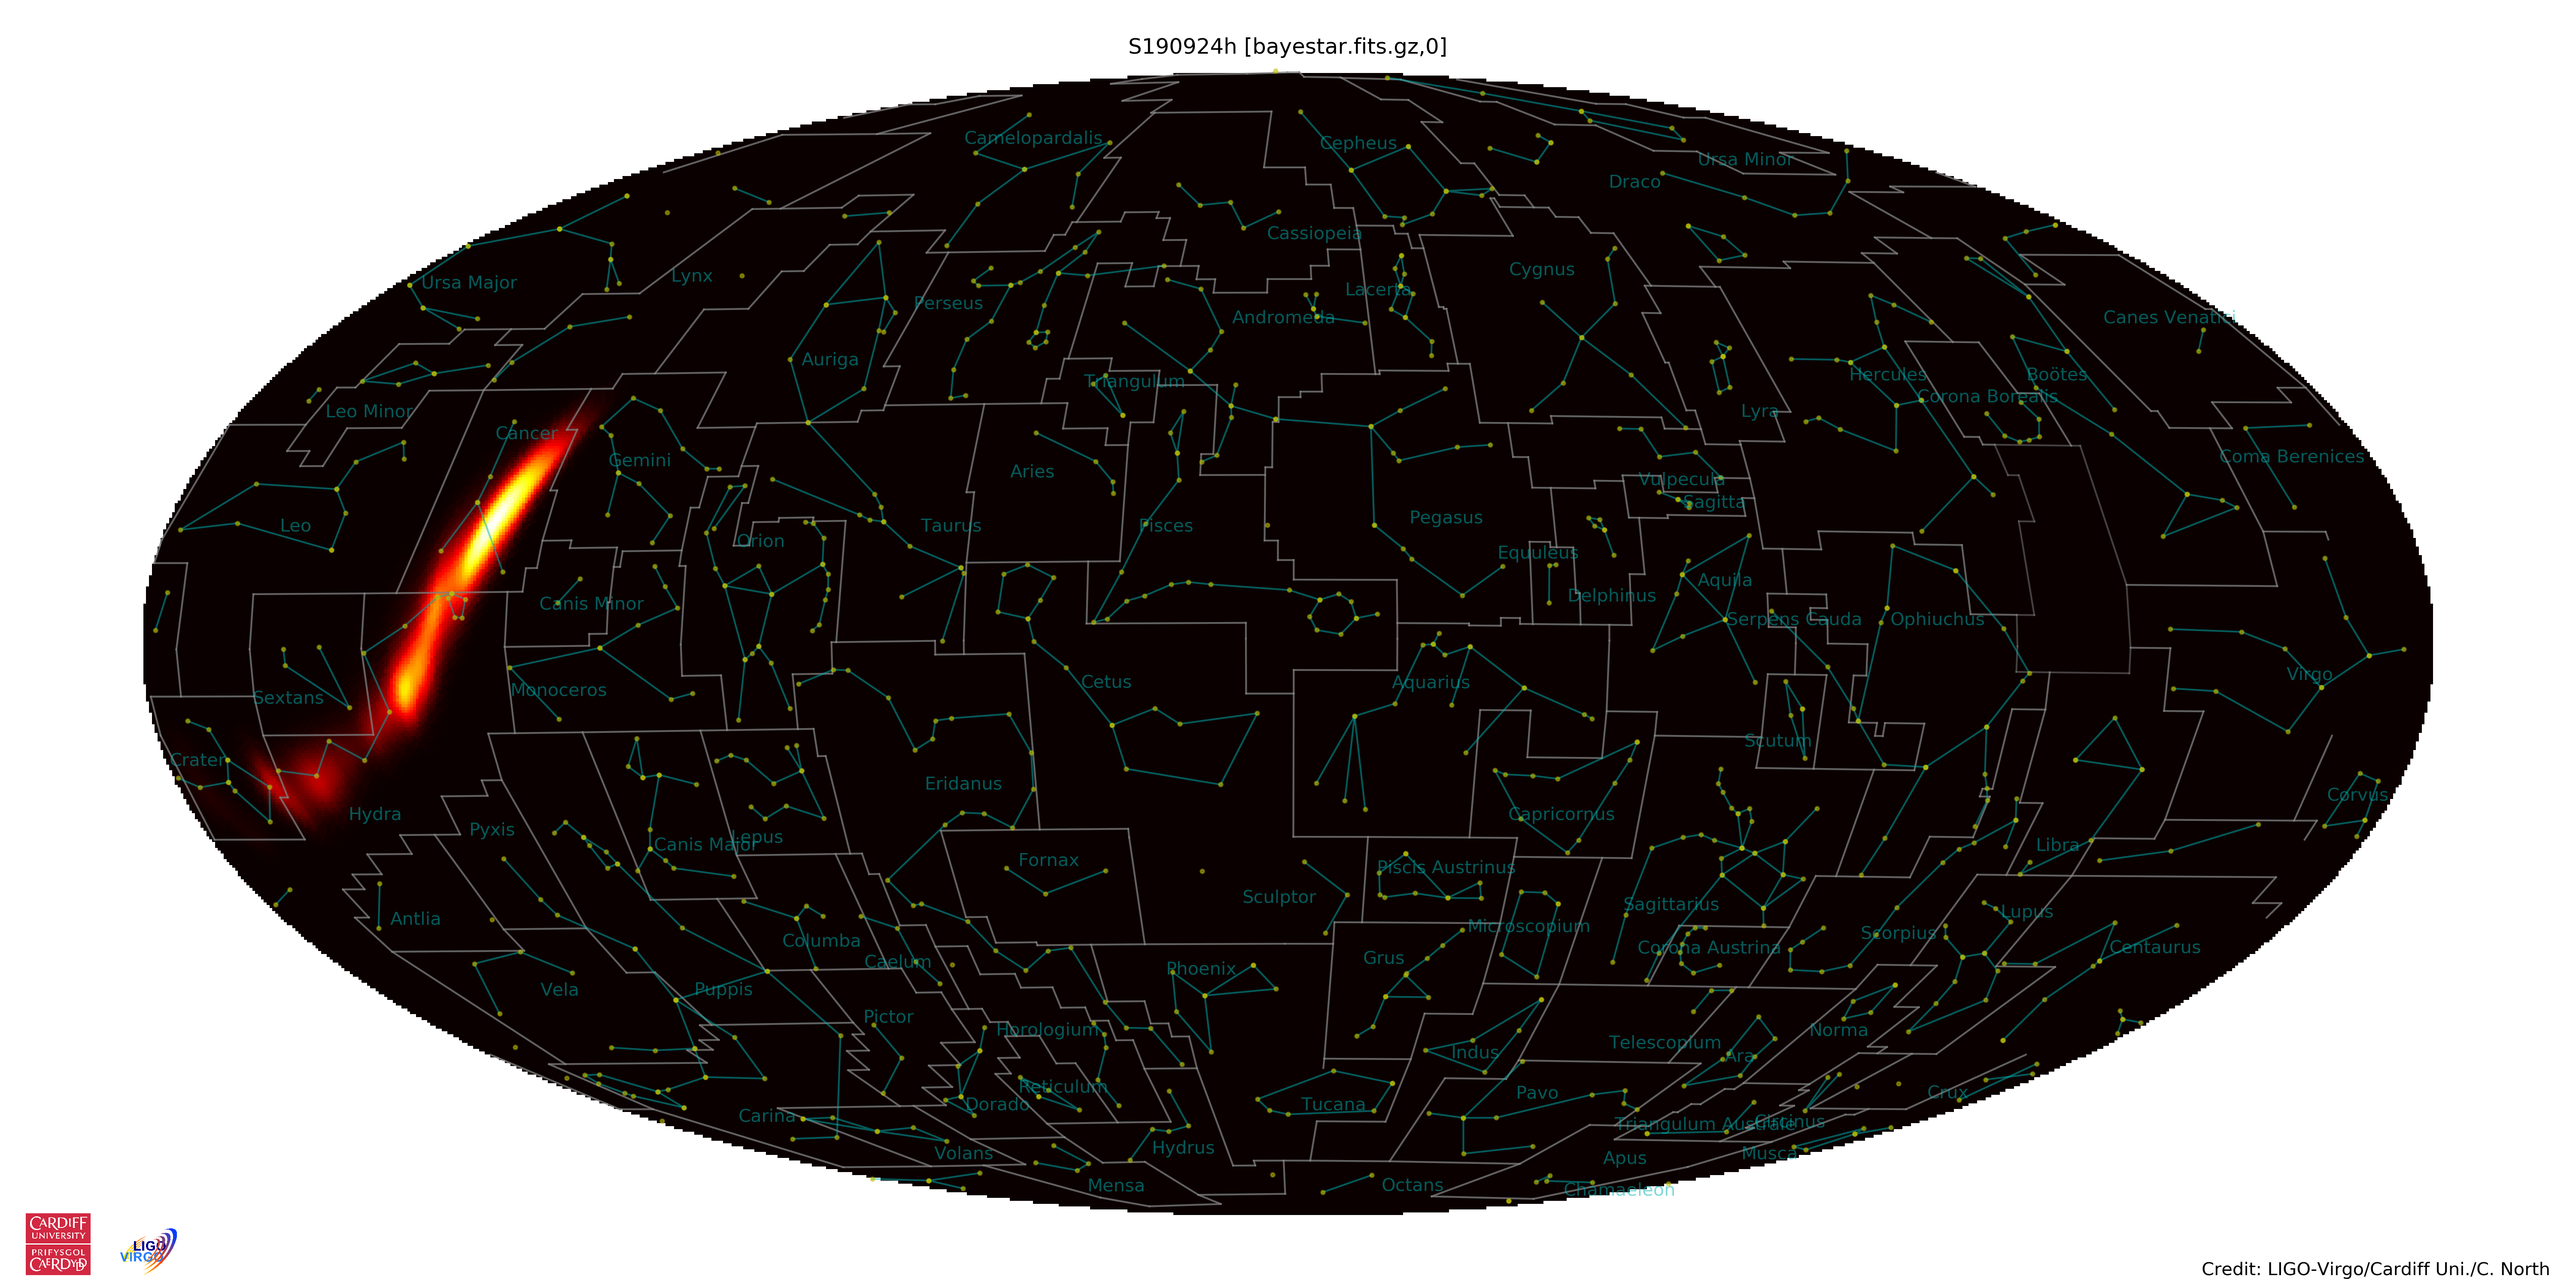 S190924h [bayestar.fits.gz,0]
Camelopardalis
Cepheus
Ursa Minor
Draco
Cassiopeia
Ursa Major
Lynx
Cygnus
Lacerta
Perseus
Andromeda
Canes Venatici
Auriga
Triangulum
Hercules
Boötes
Corona Borealis
Leo Minor
Lyra
Cancer
Gemini
Aries
Coma Berenices
Vulpecula
Sagitta
Leo
Orion
Taurus
Pisces
Pegasus
Equuleus
Delphinus
Aquila
Canis Minor
Serpens Cauda
Ophiuchus
Virgo
Sextans
Monoceros
Cetus
Aquarius
Scutum
Crater
Hydra
Eridanus
Capricornus
Corvus
Pyxis
Canis Major
Lepus
Libra
Fornax
Piscis Austrinus
Sculptor
Sagittarius
Lupus
Antlia
Microscopium
Columba
Scorpius
Corona Austrina
Centaurus
Caelum
Grus
Phoenix
Vela
Puppis
Pictor
Horologium
Norma
Telescopium
Ara
Indus
Reticulum
Pavo
Crux
Dorado
Tucana
Carina
Triangulum Australe
Circinus
Hydrus
Volans
Apus
Musca
Mensa
Octans
Chamaeleon
CARDIFF
UNIVERSITY
PRIFYSGOL
CAERDYDD
LIGO
VIRGO
Credit: LIGO-Virgo/Cardiff Uni./C. North